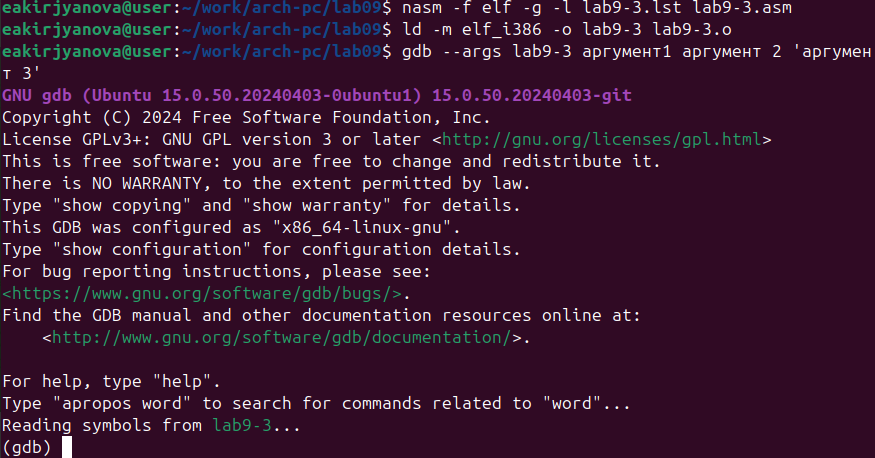 eakirjyanova@user:~/work/arch-pc/lab09$ nasm -f elf -g -l lab9-3.lst lab9-3.asm
eakirjyanova@user:~/work/arch-pc/lab09$ ld -m elf_i386 -o lab9-3 lab9-3.o
eakirjyanova@user:~/work/arch-pc/lab09$ gdb --args lab9-3 аргумент1 аргумент 2 'аргумен
т 3'
GNU gdb (Ubuntu 15.0.50.20240403-0ubuntu1) 15.0.50.20240403-git
Copyright (C) 2024 Free Software Foundation, Inc.
License GPLv3+: GNU GPL version 3 or later <http://gnu.org/licenses/gpl.html>
This is free software: you are free to change and redistribute it.
There is NO WARRANTY, to the extent permitted by law.
Type "show copying" and "show warranty" for details.
This GDB was configured as "x86_64-linux-gnu".
Type "show configuration" for configuration details.
For bug reporting instructions, please see:
<https://www.gnu.org/software/gdb/bugs/>.
Find the GDB manual and other documentation resources online at:
    <http://www.gnu.org/software/gdb/documentation/>.
For help, type "help".
Type "apropos word" to search for commands related to "word"...
Reading symbols from lab9-3...
(gdb)